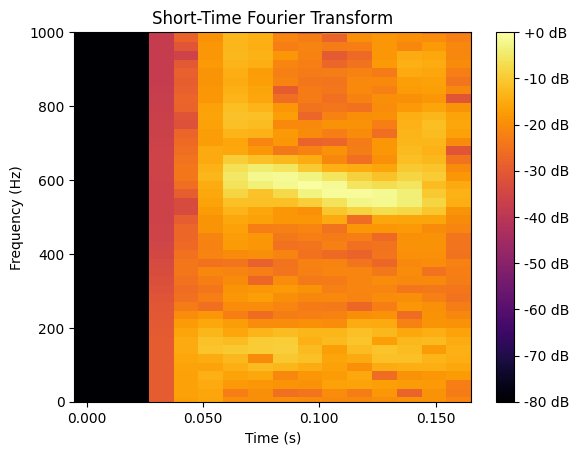 Short-Time Fourier Transform
1000
800
600
400
200
0
Frequency (Hz)
0.000
0.050
0.100
0.150
Time (s)
+0 dB
-10 dB
-20 dB
-30 dB
-40 dB
-50 dB
-60 dB
-70 dB
-80 dB